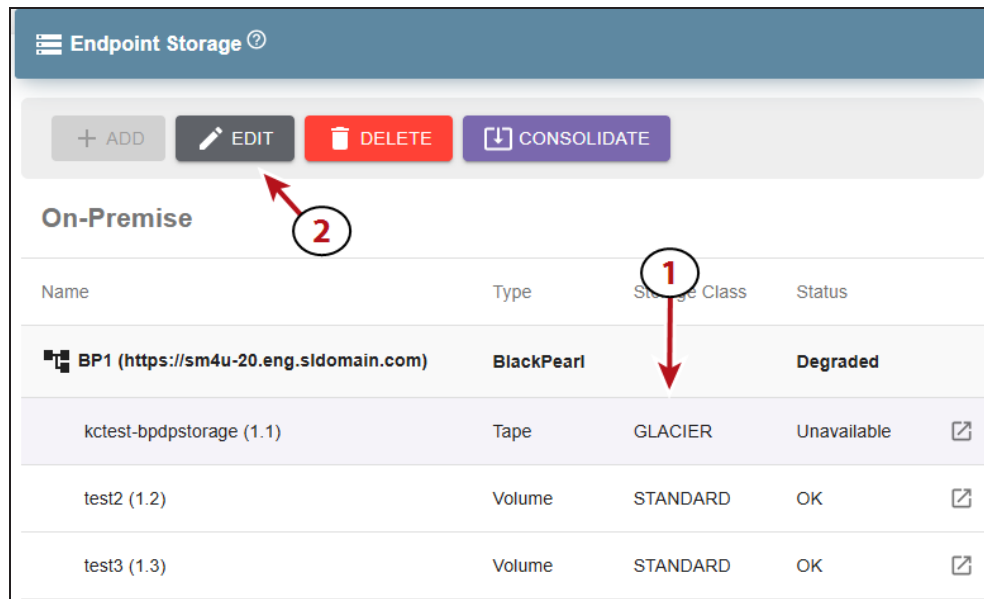 Endpoint Storage ?
+ ADD EDIT DELETE CONSOLIDATE
2
On-Premise
1
Name Type Storage Class Status
BP1 (https://sm4u-20.eng.sldomain.com) BlackPearl Degraded
kctest-bpdpstorage (1.1) Tape GLACIER Unavailable
test2 (1.2) Volume STANDARD OK
test3 (1.3) Volume STANDARD OK